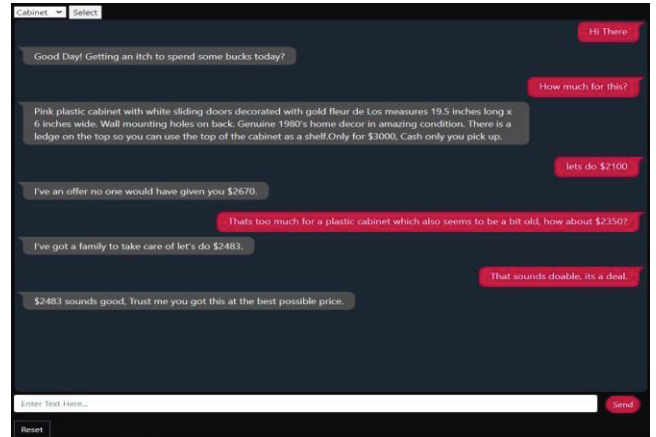 Cabinet Select
Hi There
Good Day! Getting an itch to spend some bucks today?
How much for this?
Pink plastic cabinet with white sliding doors decorated with gold fleur de Los measures 19.5 inches long x
6 inches wide. Wall mounting holes on back. Genuine 1980's home decor in amazing condition. There is a
ledge on the top so you can use the top of the cabinet as a shelf.Only for $3000, Cash only you pick up.
lets do $2100
I've an offer no one would have given you $2670.
Thats too much for a plastic cabinet which also seems to be a bit old, how about $2350?
I've got a family to take care of let's do $2483.
That sounds doable, its a deal.
$2483 sounds good, Trust me you got this at the best possible price.
Enter Text Here...
Send
Reset